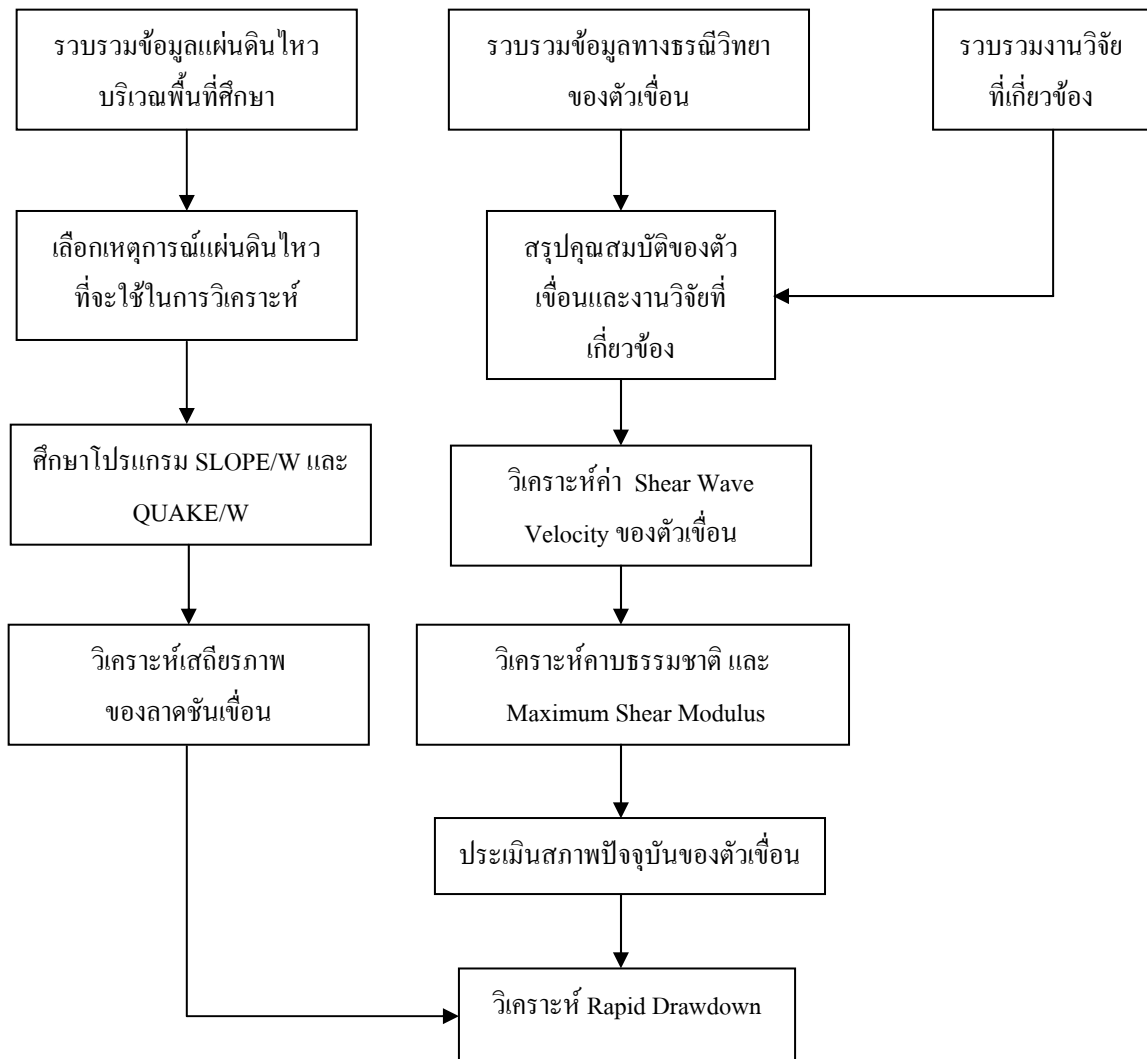 รวบรวมข้อมูลแผ่นดินไหว
บริเวณพื้นที่ศึกษา
รวบรวมข้อมูลทางธรณีวิทยา
ของตัวเขื่อน
รวบรวมงานวิจัย
ที่เกี่ยวข้อง
เลือกเหตุการณ์แผ่นดินไหว
ที่จะใช้ในการวิเคราะห์
สรุปคุณสมบัติของตัว
เขื่อนและงานวิจัยที่
เกี่ยวข้อง
ศึกษาโปรแกรม SLOPE/W และ
QUAKE/W
วิเคราะห์ค่า Shear Wave
Velocity ของตัวเขื่อน
วิเคราะห์เสถียรภาพ
ของลาดชันเขื่อน
วิเคราะห์คาบธรรมชาติ และ
Maximum Shear Modulus
ประเมินสภาพปัจจุบันของตัวเขื่อน
วิเคราะห์ Rapid Drawdown